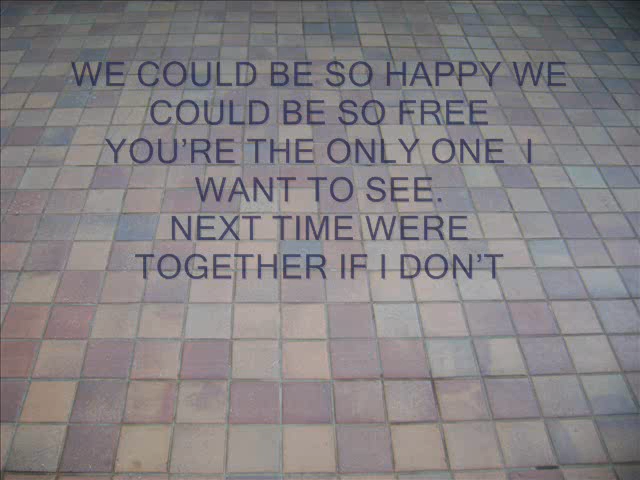 WE COULD BE SO HAPPY WE
COULD BE SO FREE
YOU'RE THE ONLY ONE I
WANT TO SEE.
NEXT TIME WERE
TOGETHER IF I DON'T